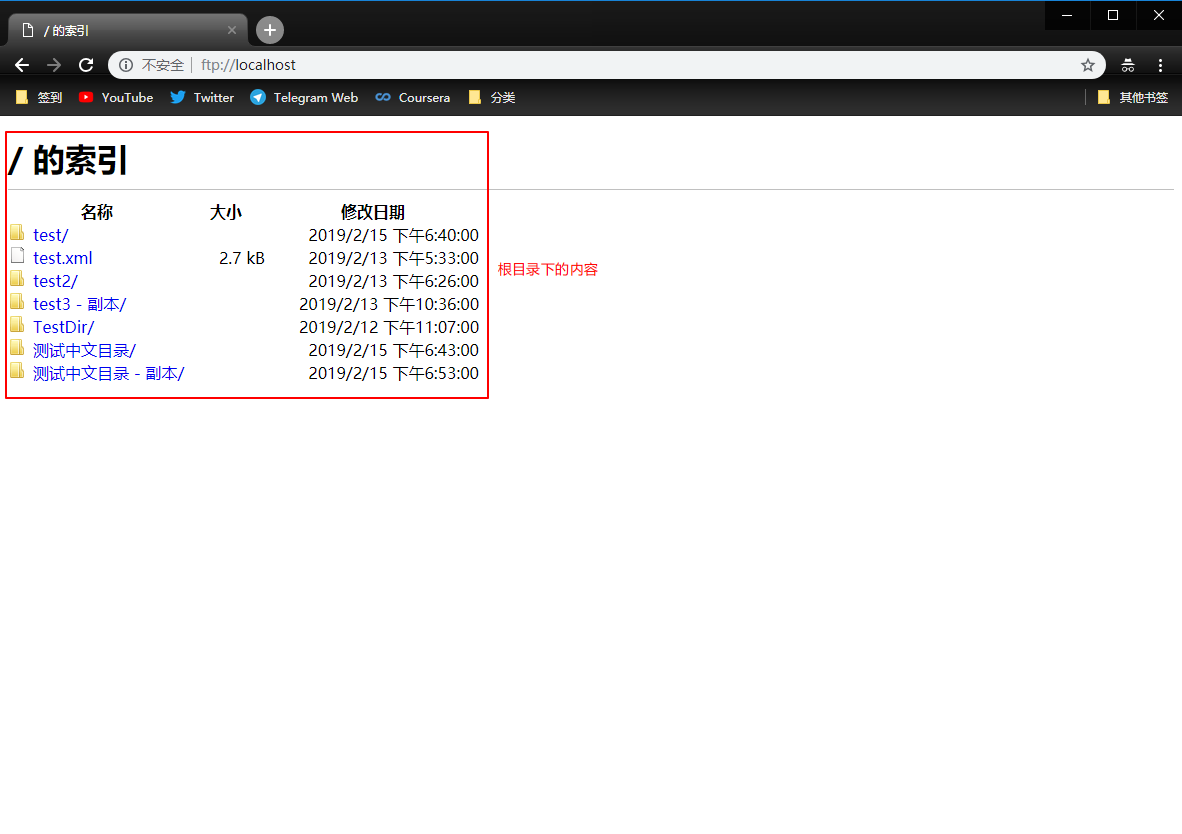 / 的索引
不安全 ftp://localhost
签到 YouTube Twitter Telegram Web Coursera 分类 其他书签
/ 的索引
名称 大小 修改日期
test/ 2019/2/15 下午6:40:00
test.xml 2.7 kB 2019/2/13 下午5:33:00
根目录下的内容
test2/ 2019/2/13 下午6:26:00
test3 - 副本/ 2019/2/13 下午10:36:00
TestDir/ 2019/2/12 下午11:07:00
测试中文目录/ 2019/2/15 下午6:43:00
测试中文目录 - 副本/ 2019/2/15 下午6:53:00